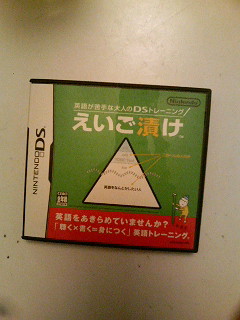 英語が苦手な大人のDSトレーニング
Nintendo
えいご漬け
NINTENDO DS
英語をあきらめていませんか?
「聴く×書く=身につく」英語トレーニング。